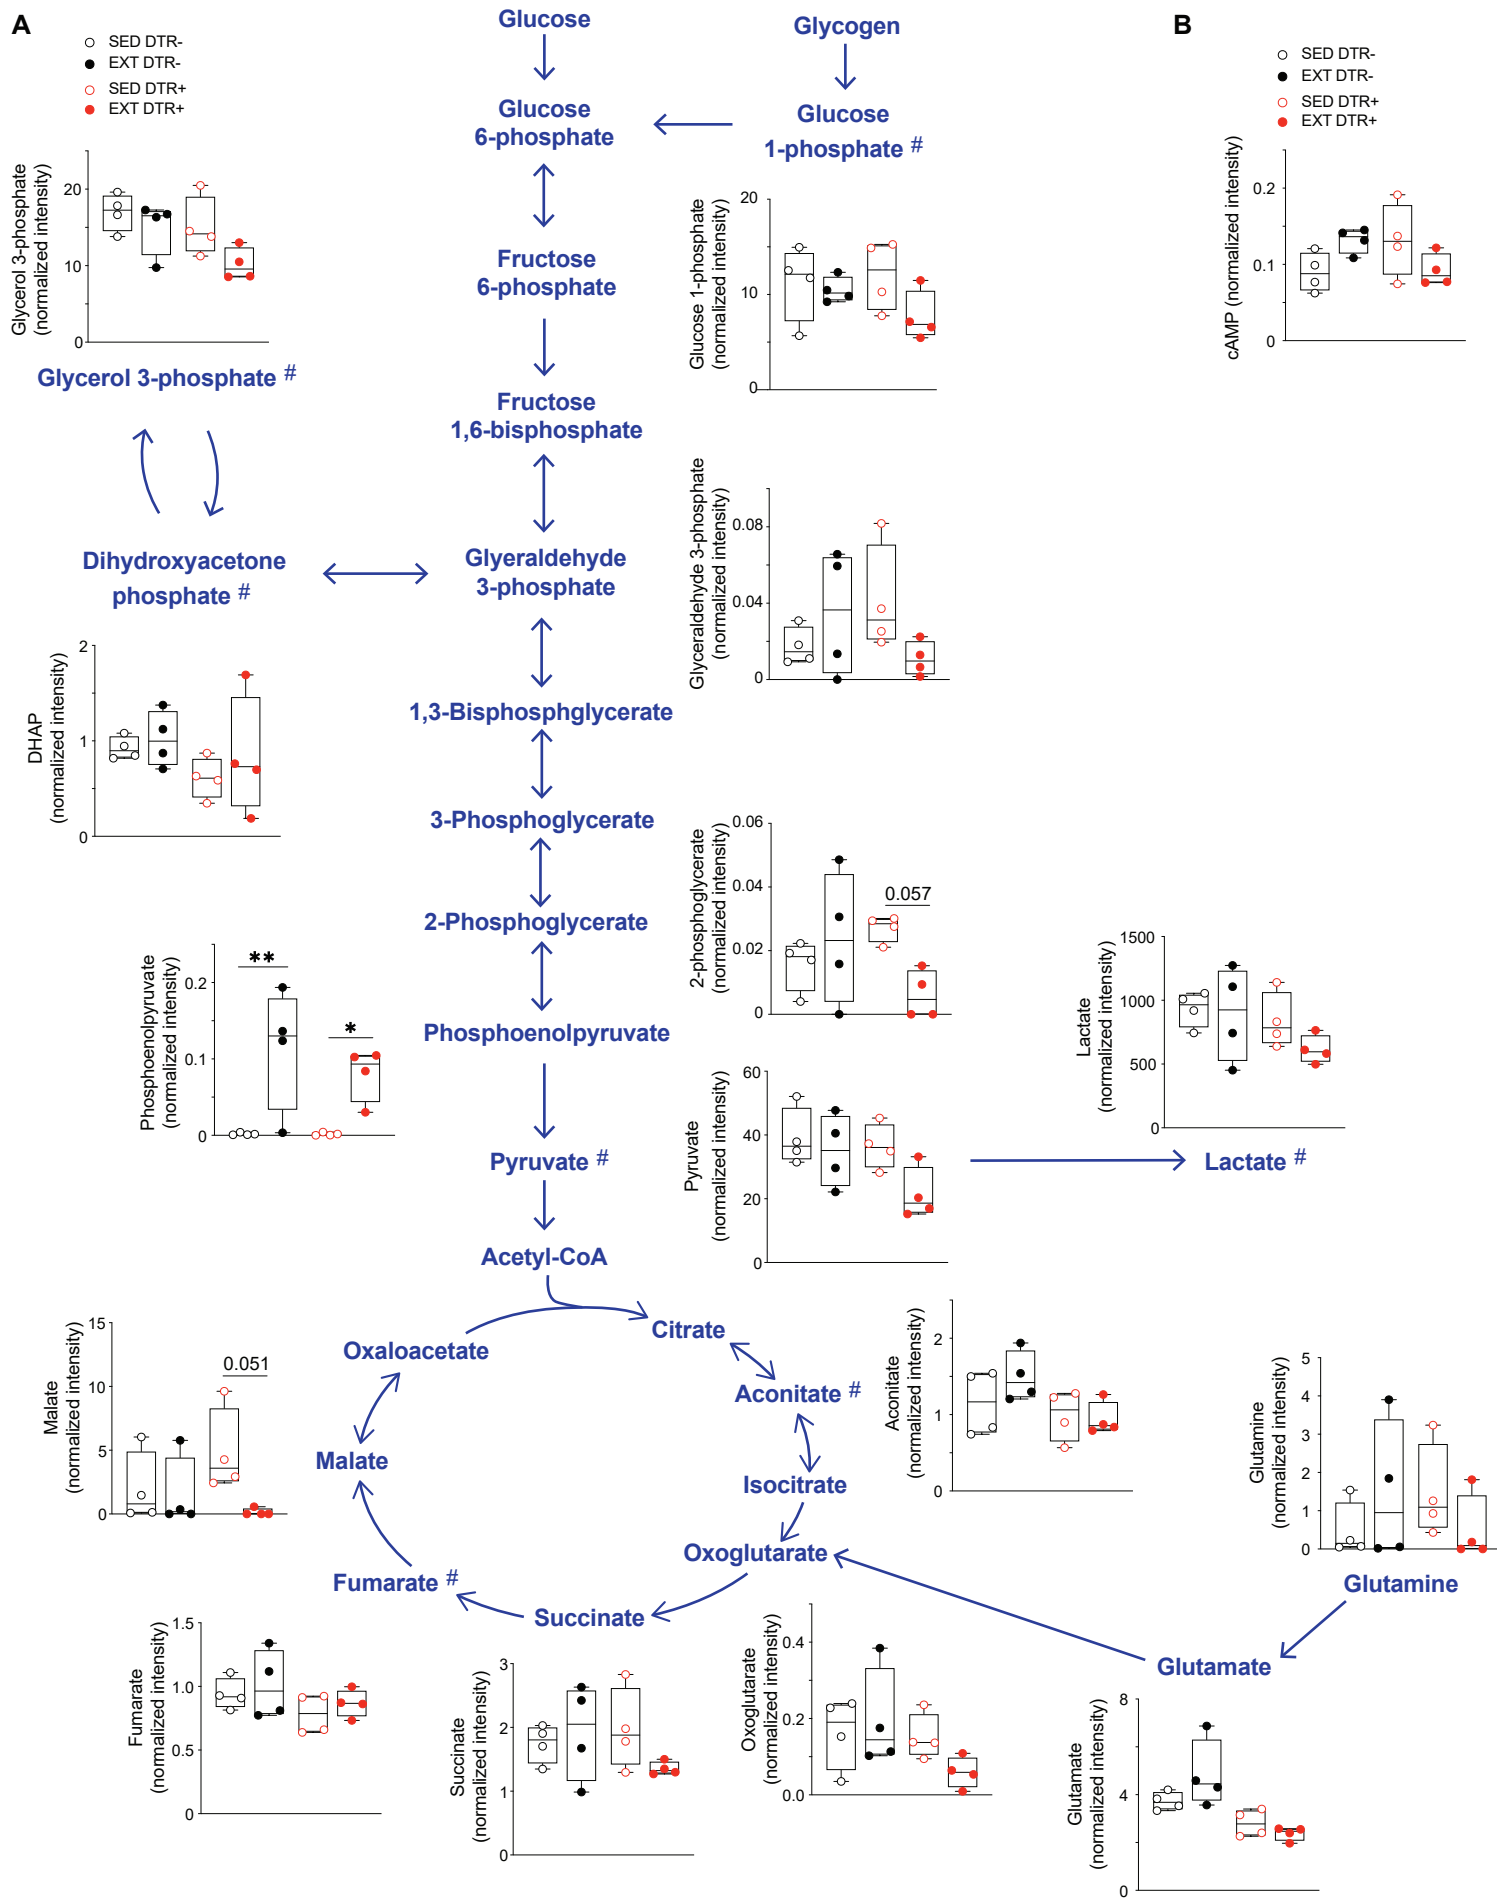 A
SED DTR-
EXT DTR-
SED DTR+
EXT DTR+
Glucose
Glycogen
B
SED DTR-
EXT DTR-
SED DTR+
EXT DTR+
Glucose
6-phosphate
Glucose
1-phosphate #
Glycerol 3-phosphate
(normalized intensity)
20
10
0
Glycerol 3-phosphate #
Fructose
6-phosphate
Glucose 1-phosphate
(normalized intensity)
20
10
0
cAMP (normalized intensity)
0.2
0.1
0
Fructose
1,6-bisphosphate
Dihydroxyacetone
phosphate #
Glyeraldehyde
3-phosphate
Glyceraldehyde 3-phosphate
(normalized intensity)
0.08
0.04
0
DHAP
(normalized intensity)
2
1
0
1,3-Bisphosphglycerate
3-Phosphoglycerate
2-phosphoglycerate
(normalized intensity)
0.06
0.04
0.02
0
0.057
2-Phosphoglycerate
Phosphoenolpyruvate
(normalized intensity)
0.2
0.1
0
**
*
Phosphoenolpyruvate
Lactate
(normalized intensity)
1500
1000
500
0
Pyruvate
(normalized intensity)
60
40
20
0
Pyruvate #
Lactate #
Acetyl-CoA
Malate
(normalized intensity)
15
10
5
0
0.051
Oxaloacetate
Citrate
Aconitate #
Aconitate
(normalized intensity)
2
1
0
Glutamine
(normalized intensity)
5
4
3
2
1
0
Malate
Isocitrate
Oxoglutarate
Fumarate #
Succinate
Glutamine
Glutamate
Fumarate
(normalized intensity)
1.5
1.0
0.5
0
Succinate
(normalized intensity)
3
2
1
0
Oxoglutarate
(normalized intensity)
0.4
0.2
0.0
Glutamate
(normalized intensity)
8
4
0